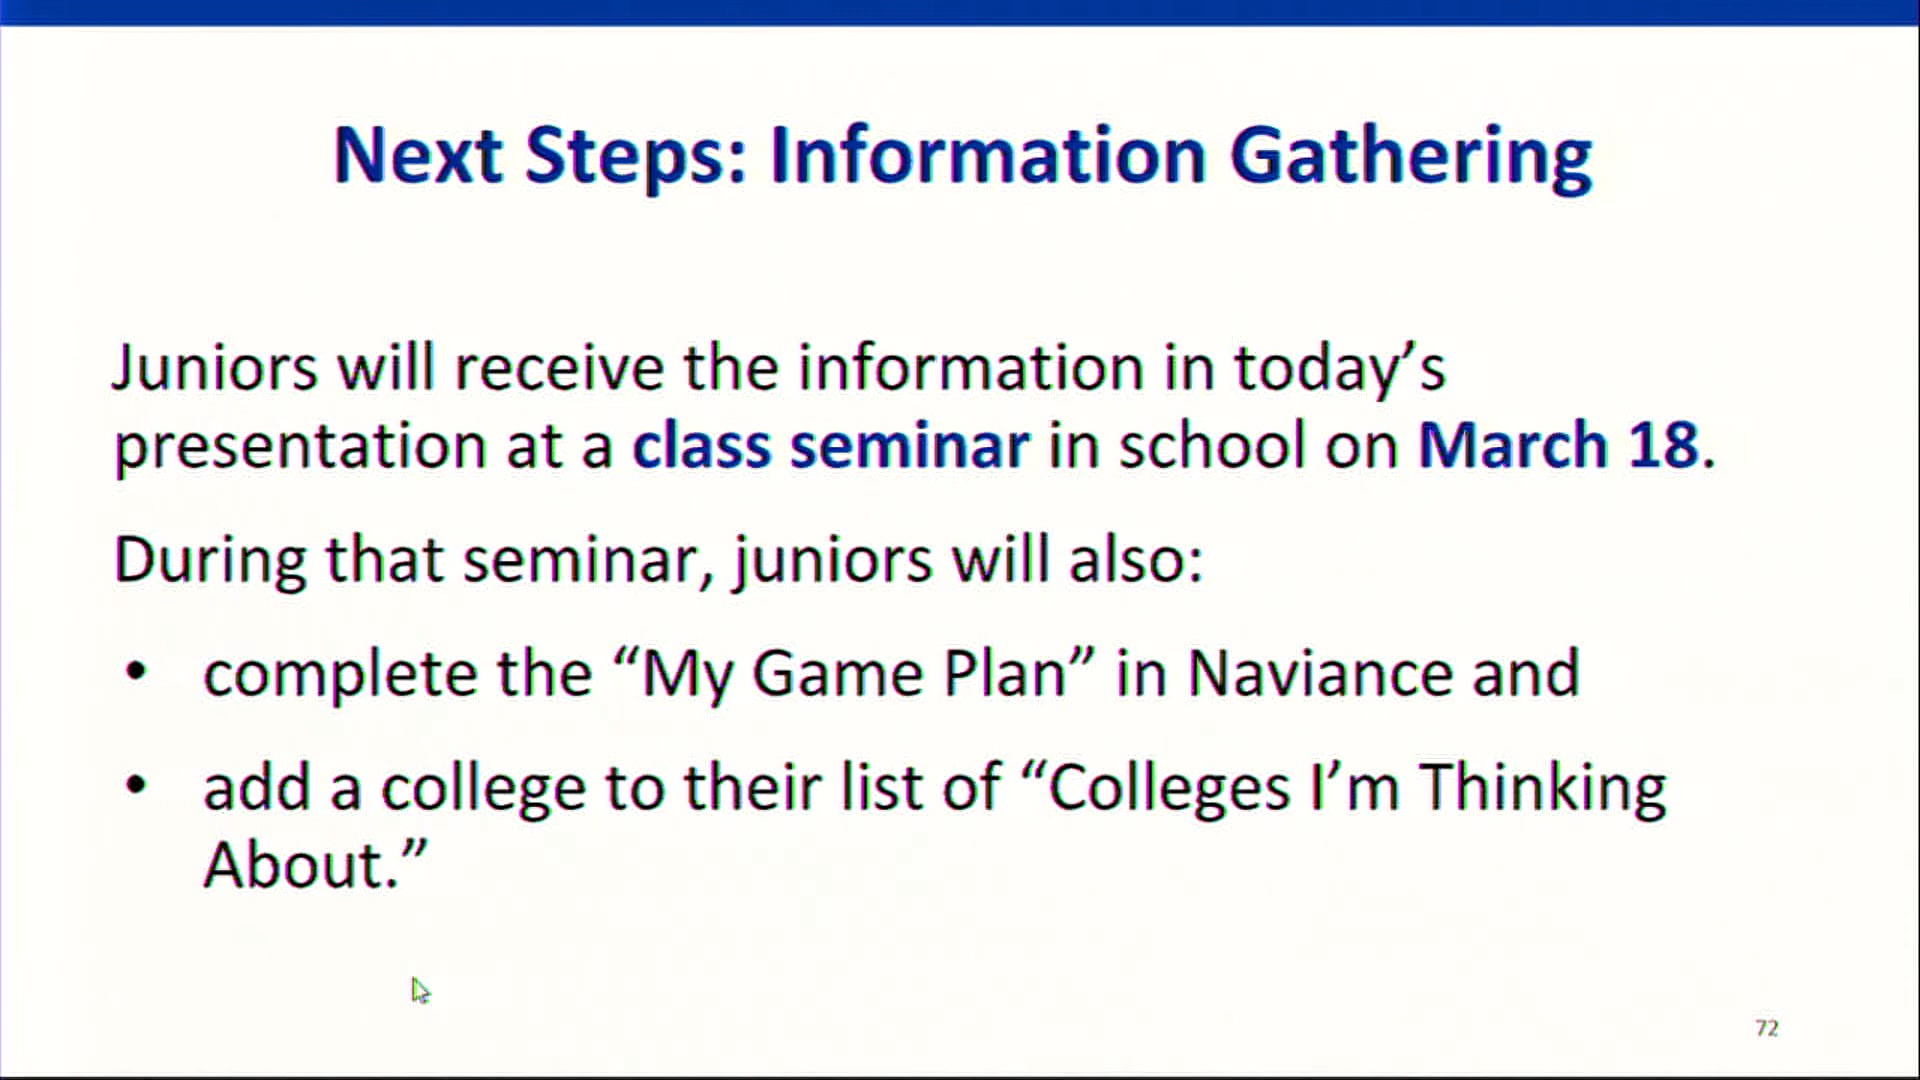 Next Steps: Information Gathering
Juniors will receive the information in today’s
presentation at a class seminar in school on March 18.
During that seminar, juniors will also:
• complete the “My Game Plan” in Naviance and
• add a college to their list of “Colleges I’m Thinking
About.”
72